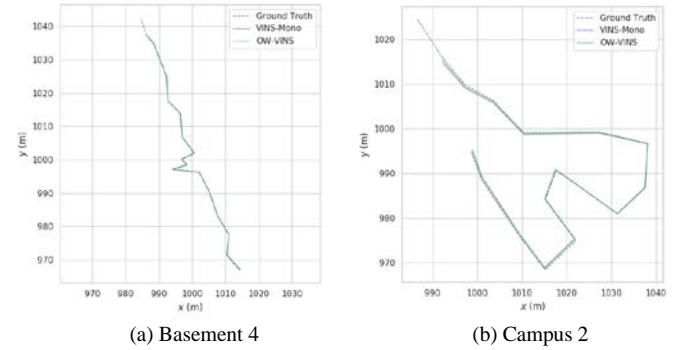 1040
1030
1020
1010
1000
990
980
970
y (m)
970 980 990 1000 1010 1020 1030
x (m)
Ground Truth
VINS-Mono
OW-VINS
(a) Basement 4
1020
1010
1000
990
980
970
y (m)
990 1000 1010 1020 1030 1040
x (m)
Ground Truth
VINS-Mono
OW-VINS
(b) Campus 2